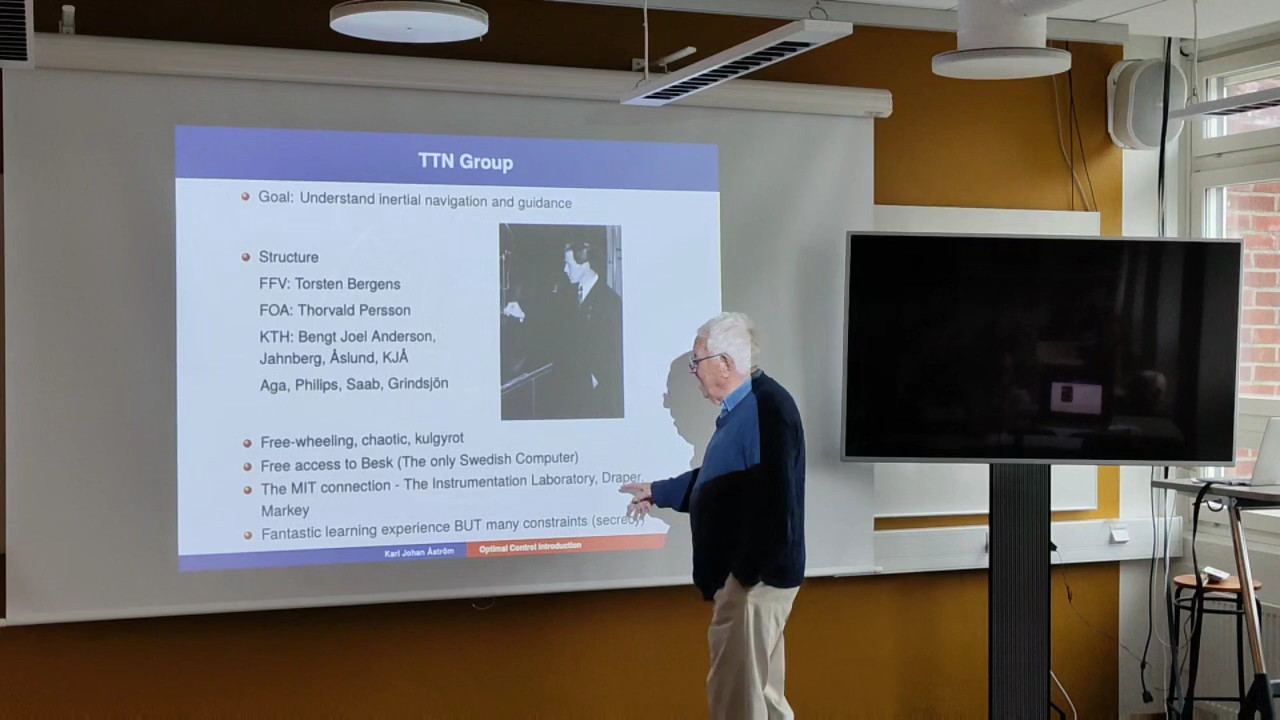 TTN Group
Goal: Understand inertial navigation and guidance
Structure
FFV: Torsten Bergens
FOA: Thorvald Persson
KTH: Bengt Joel Anderson,
Jahnberg, Åslund, KJÅ
Aga, Philips, Saab, Grindsjön
Free-wheeling, chaotic, kulgyrot
Free access to Besk (The only Swedish Computer)
The MIT connection - The Instrumentation Laboratory, Draper,
Markey
Fantastic learning experience BUT many constraints (secrecy)
Karl Johan Åström
Optimal Control Introduction